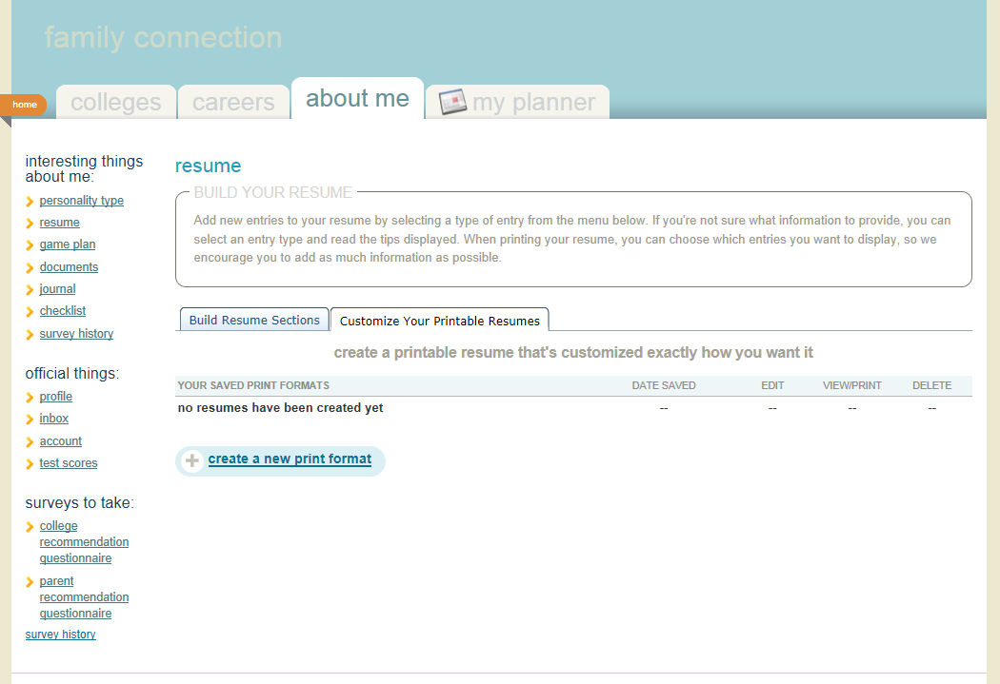 family connection
home
colleges
careers
about me
my planner
interesting things
about me:
personality type
resume
game plan
documents
journal
checklist
survey history
official things:
profile
inbox
account
test scores
surveys to take:
college
recommendation
questionnaire
parent
recommendation
questionnaire
survey history
resume
BUILD YOUR RESUME
Add new entries to your resume by selecting a type of entry from the menu below. If you're not sure what information to provide, you can
select an entry type and read the tips displayed. When printing your resume, you can choose which entries you want to display, so we
encourage you to add as much information as possible.
Build Resume Sections
Customize Your Printable Resumes
create a printable resume that's customized exactly how you want it
YOUR SAVED PRINT FORMATS DATE SAVED EDIT VIEW/PRINT DELETE
no resumes have been created yet -- -- -- --
create a new print format